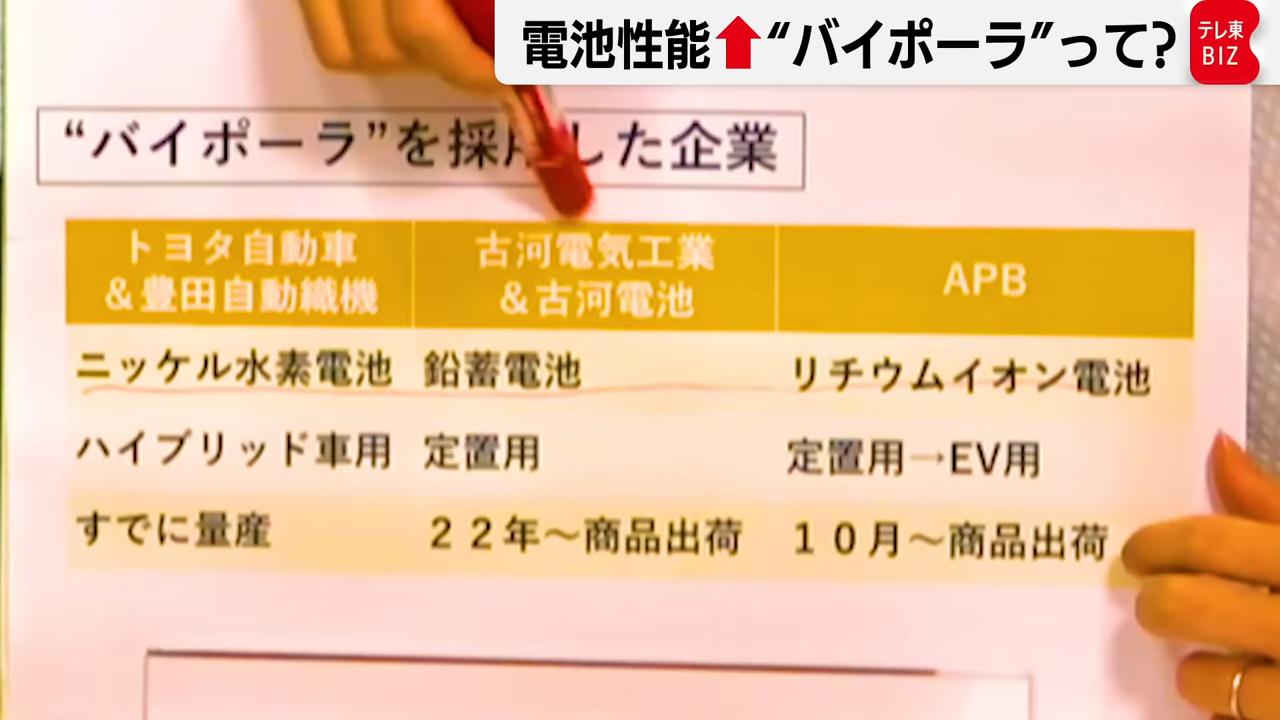 電池性能↑“バイポーラ”って?
テレ東
BIZ
“バイポーラ”を採用した企業
トヨタ自動車
&豊田自動織機
古河電気工業
&古河電池
APB
ニッケル水素電池 鉛蓄電池 リチウムイオン電池
ハイブリッド車用 定置用 定置用→EV用
すでに量産 22年~商品出荷 10月~商品出荷